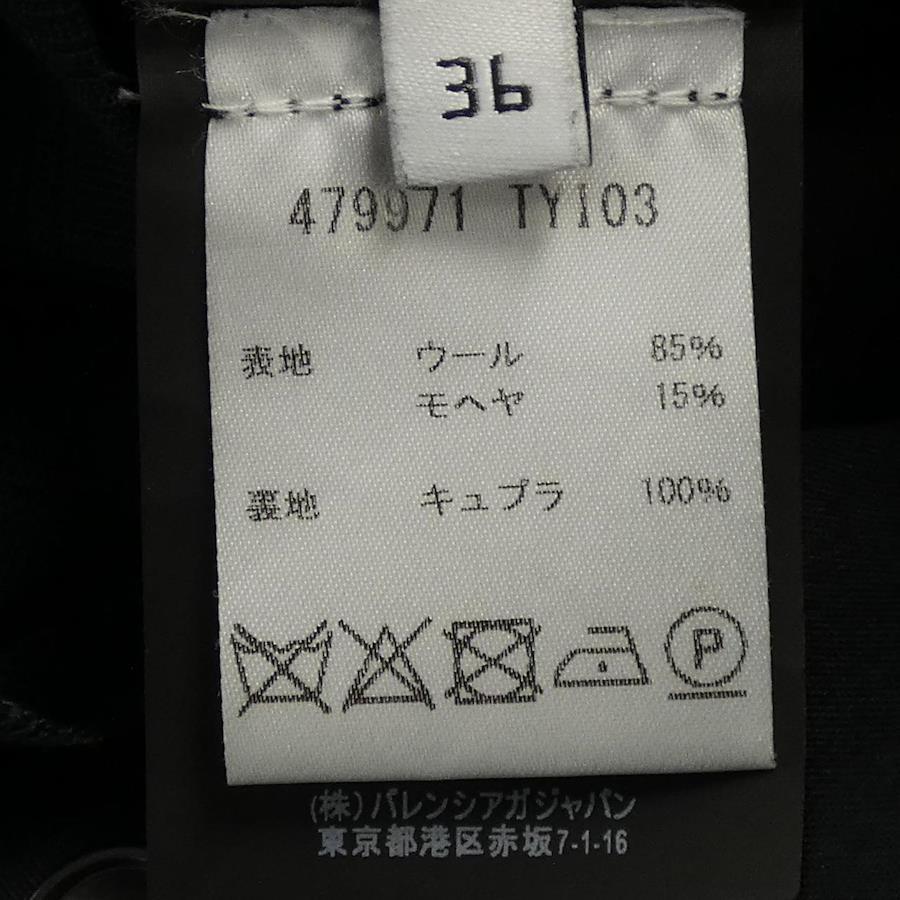 36
479971 TYI03
表地 ウール 85%
モヘヤ 15%
裏地 キュプラ 100%
P
(株)バレンシアガジャパン
東京都港区赤坂7-1-16